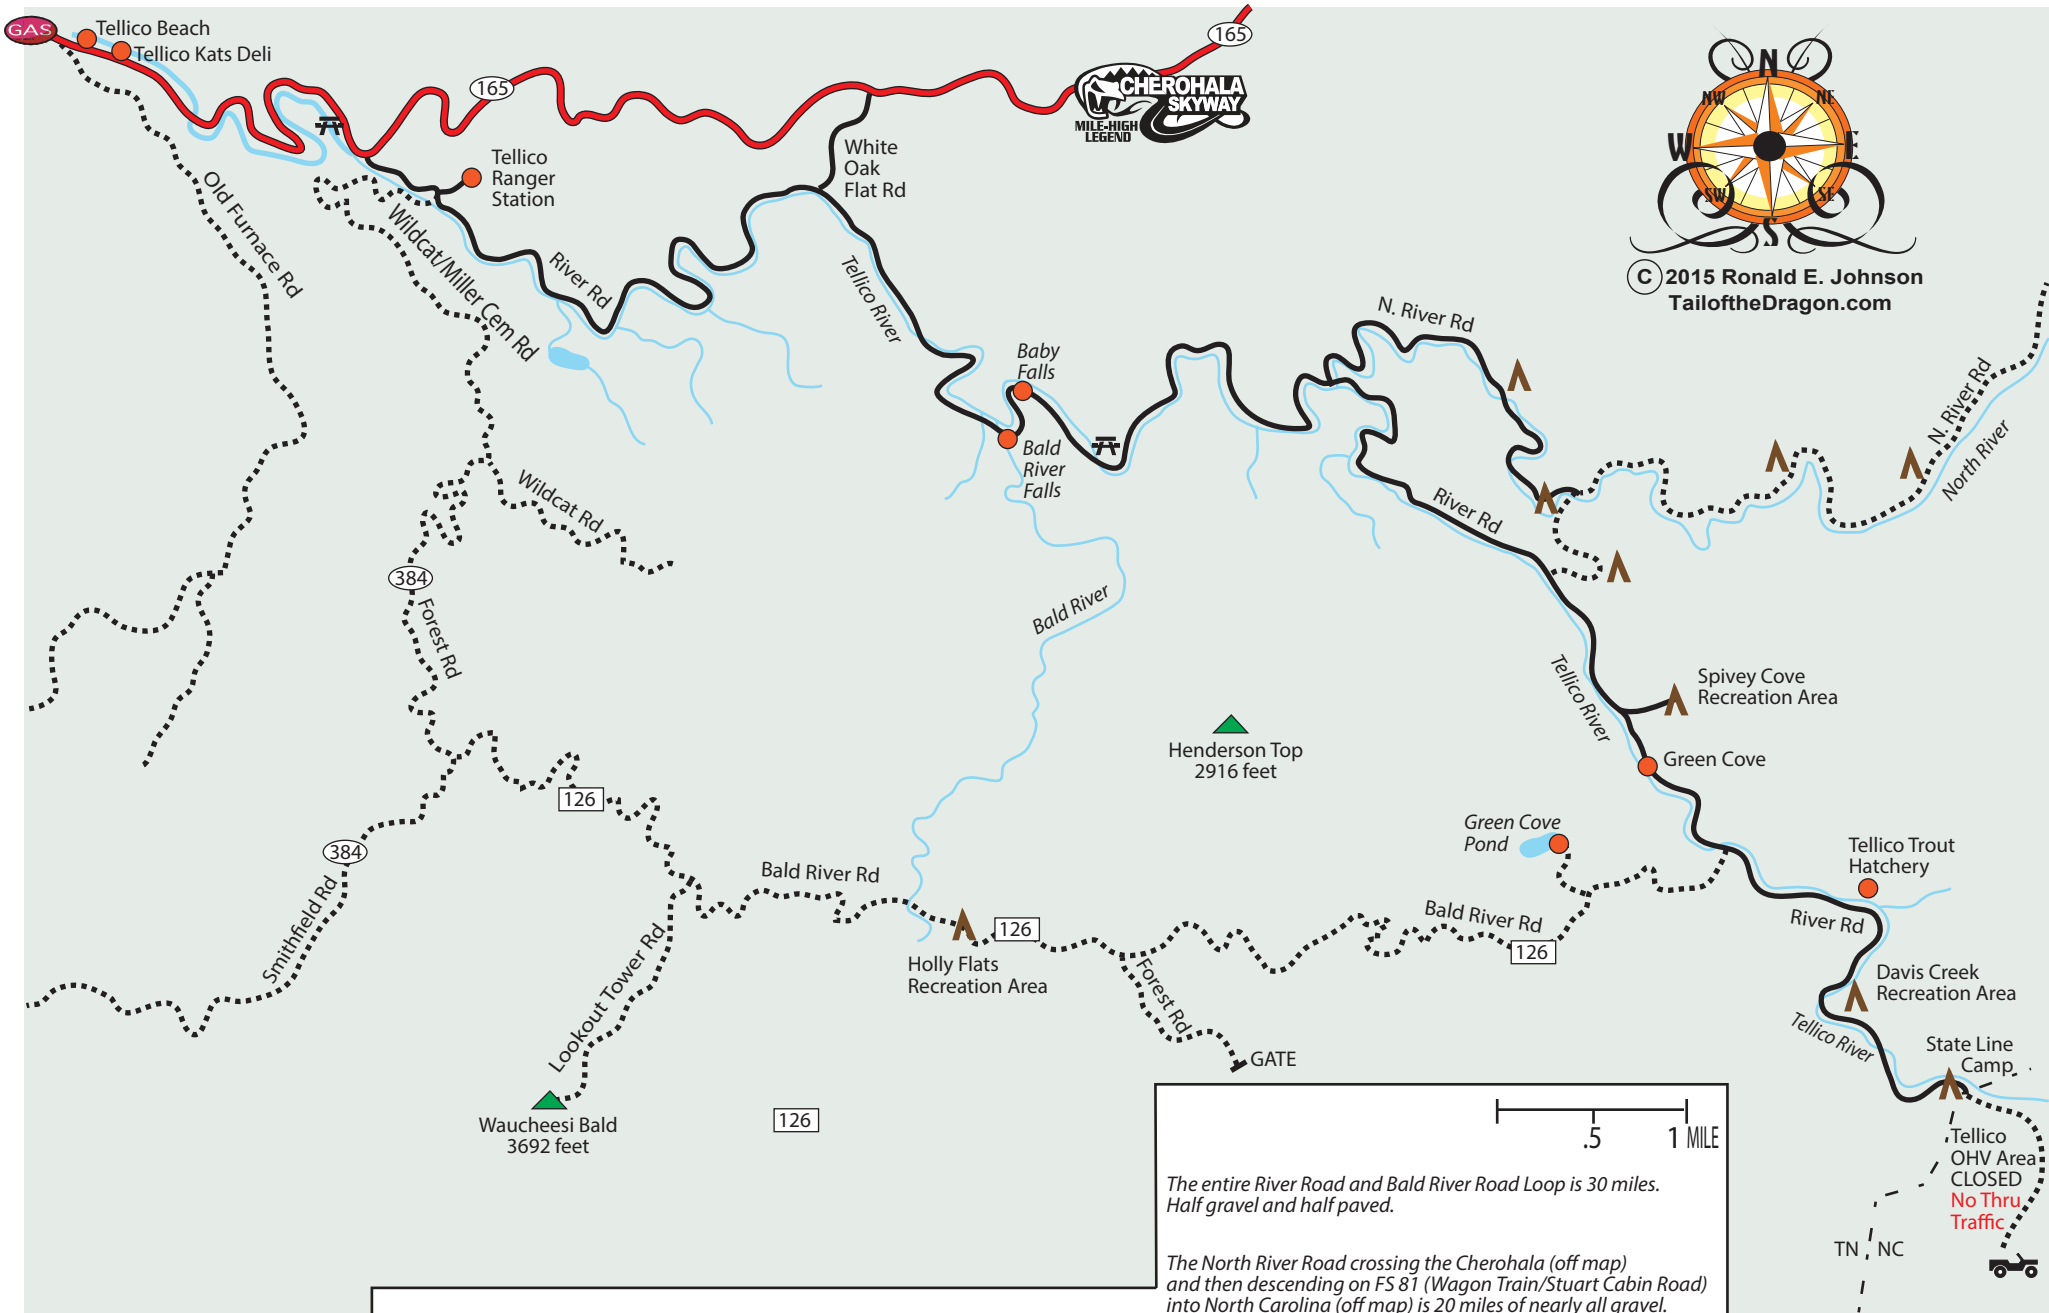 GAS
Tellico Beach
Tellico Kats Deli
165
165
CHEROHALA
SKYWAY
MILE-HIGH
LEGEND
N
NW
NE
W
E
SW
SE
S
© 2015 Ronald E. Johnson
TailoftheDragon.com
Tellico
Ranger
Station
White
Oak
Flat Rd
Old Furnace Rd
Wildcat/Miller Cem Rd
River Rd
Tellico River
N. River Rd
Baby
Falls
Bald
River
Falls
N. River Rd
North River
Wildcat Rd
River Rd
384
Forest Rd
Bald River
Tellico River
Spivey Cove
Recreation Area
Henderson Top
2916 feet
Green Cove
126
Green Cove
Pond
Tellico Trout
Hatchery
384
Smithfield Rd
Bald River Rd
Bald River Rd
126
126
River Rd
Lookout Tower Rd
Holly Flats
Recreation Area
Forest Rd
GATE
Davis Creek
Recreation Area
Tellico River
State Line
Camp
Waucheesi Bald
3692 feet
126
.5
1 MILE
Tellico
OHV Area
CLOSED
No Thru
Traffic
TN
NC
The entire River Road and Bald River Road Loop is 30 miles.
Half gravel and half paved.
The North River Road crossing the Cherohala (off map)
and then descending on FS 81 (Wagon Train/Stuart Cabin Road)
into North Carolina (off map) is 20 miles of nearly all gravel.